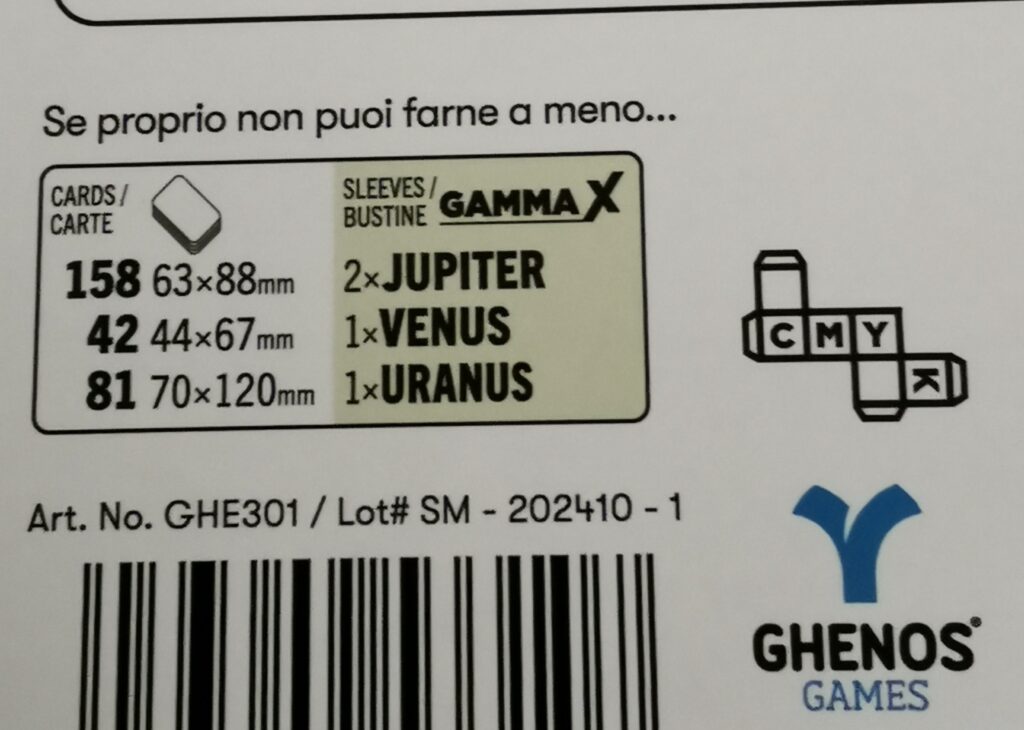 Se proprio non puoi farne a meno...
CARDS/
CARTE
SLEEVES/
BUSTINE
GAMMA X
158 63×88mm 2×JUPITER
42 44×67mm 1×VENUS
81 70×120mm 1×URANUS
C M Y
K
Art. No. GHE301 / Lot# SM - 202410 - 1
GHENOS®
GAMES